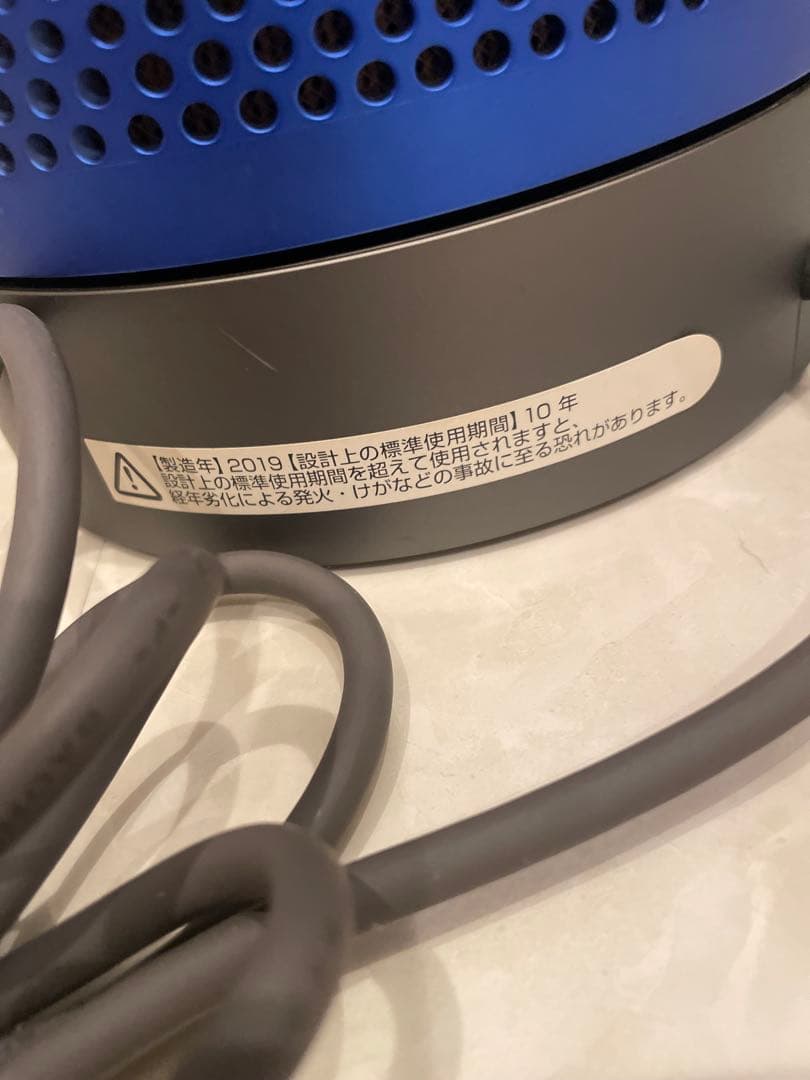 【製造年】2019【設計上の標準使用期間】10 年
設計上の標準使用期間を超えて使用されますと、
経年劣化による発火・けがなどの事故に至る恐れがあります。